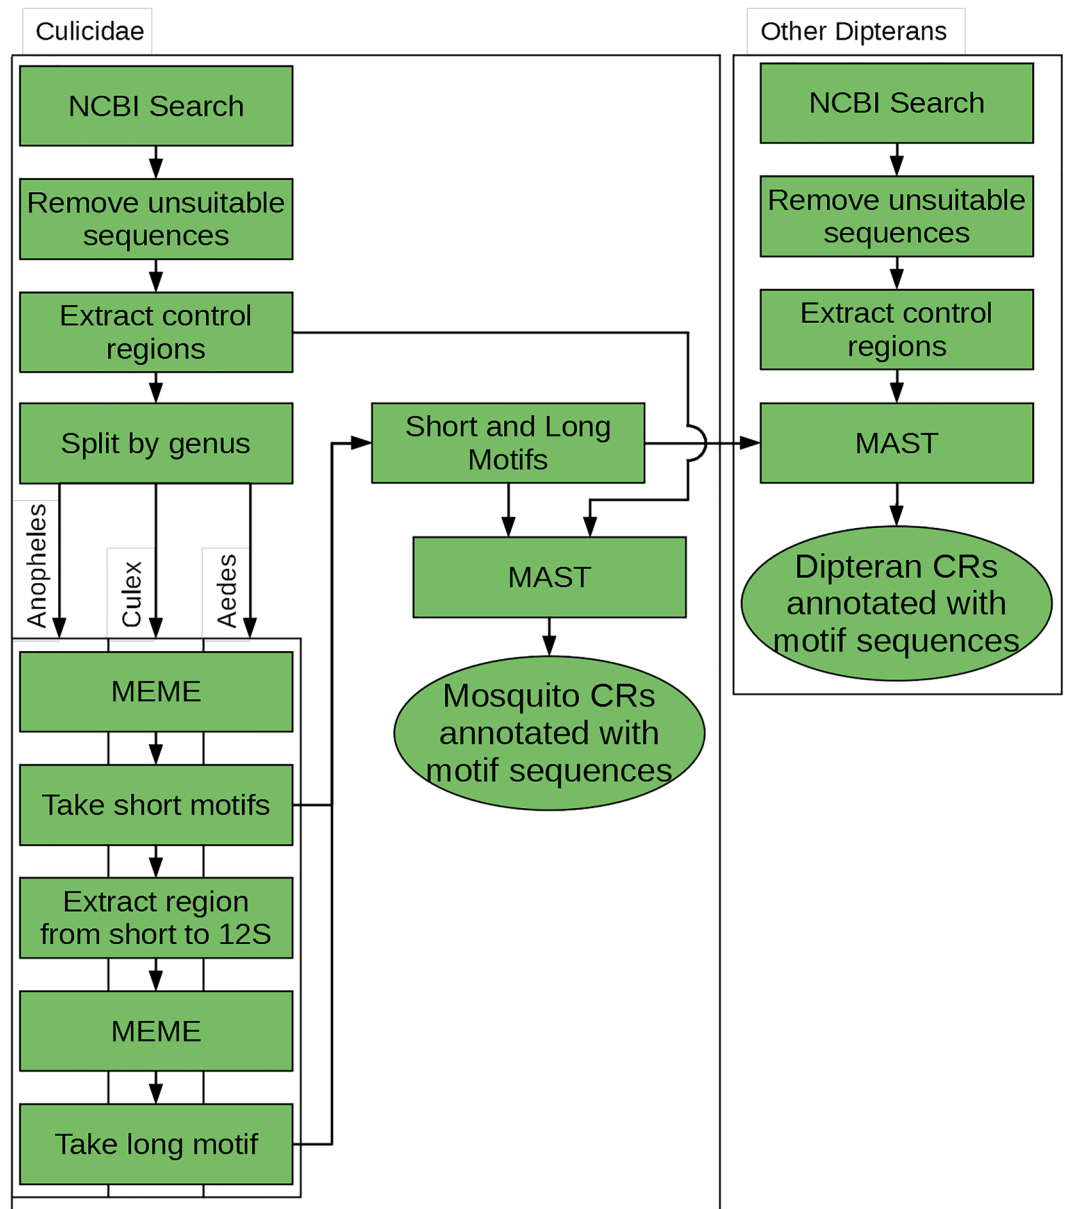 Culicidae
NCBI Search
Remove unsuitable
sequences
Extract control
regions
Split by genus
Anopheles
Culex
Aedes
MEME
Take short motifs
Extract region
from short to 12S
MEME
Take long motif
Short and Long
Motifs
MAST
Mosquito CRs
annotated with
motif sequences
Other Dipterans
NCBI Search
Remove unsuitable
sequences
Extract control
regions
MAST
Dipteran CRs
annotated with
motif sequences